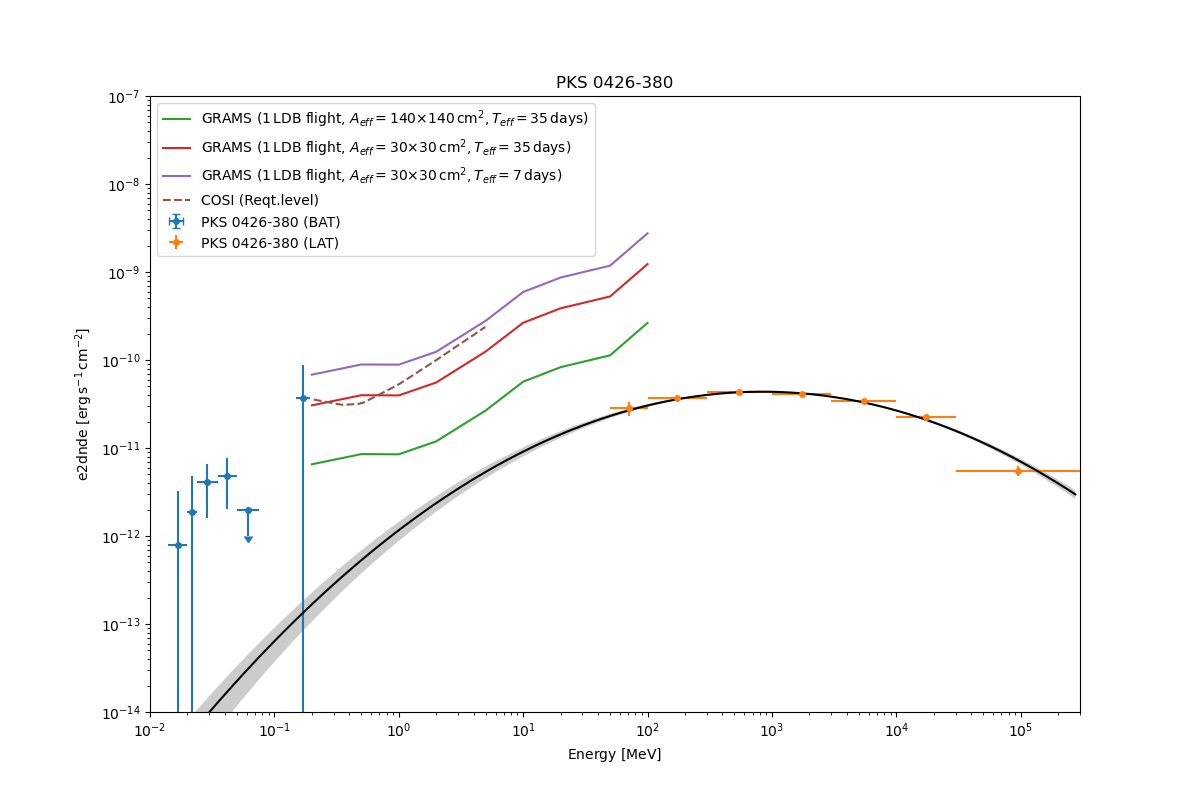 PKS 0426-380
10⁻⁷
10⁻⁸
10⁻⁹
10⁻¹⁰
10⁻¹¹
10⁻¹²
10⁻¹³
10⁻¹⁴
e2dnde [erg s⁻¹ cm⁻²]
GRAMS (1 LDB flight, A_eff = 140×140 cm², T_eff = 35 days)
GRAMS (1 LDB flight, A_eff = 30×30 cm², T_eff = 35 days)
GRAMS (1 LDB flight, A_eff = 30×30 cm², T_eff = 7 days)
COSI (Reqt.level)
PKS 0426-380 (BAT)
PKS 0426-380 (LAT)
10⁻² 10⁻¹ 10⁰ 10¹ 10² 10³ 10⁴ 10⁵
Energy [MeV]